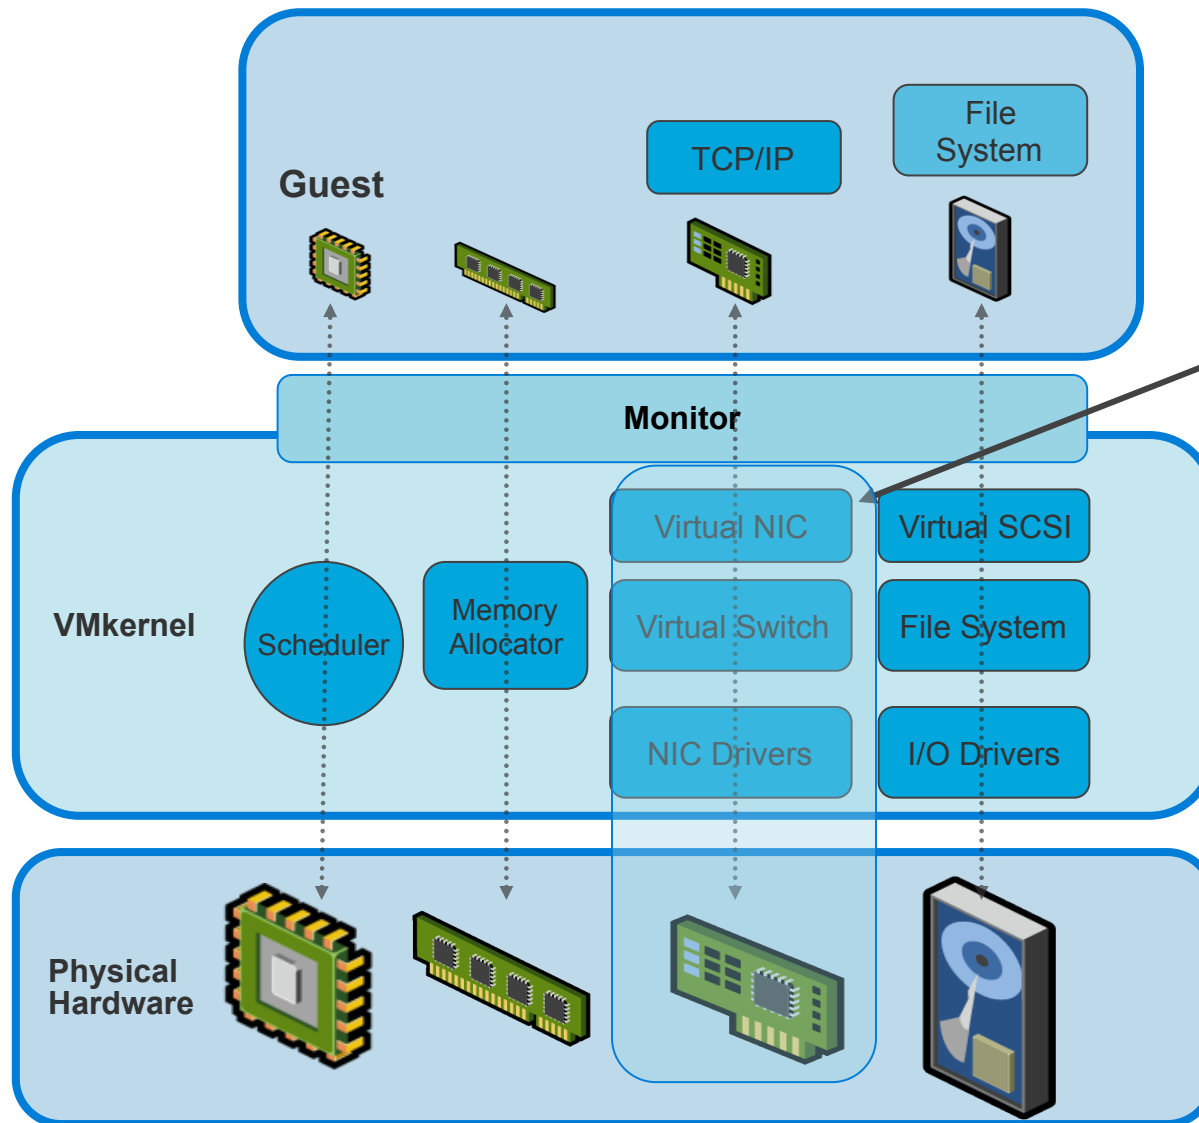 File
System
TCP/IP
Guest
Monitor
Virtual NIC
Virtual SCSI
VMkernel
Scheduler
Memory
Allocator
Virtual Switch
File System
NIC Drivers
I/O Drivers
Physical
Hardware